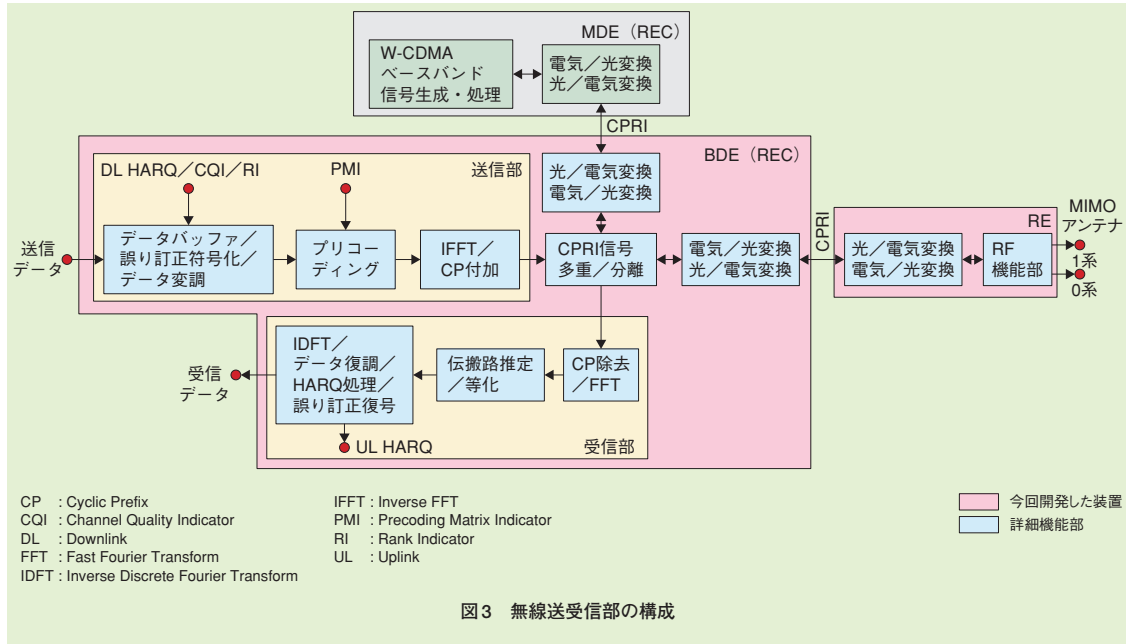 MDE（REC）
W-CDMA
ベースバンド
信号生成・処理
電気／光変換
光／電気変換
CPRI
BDE（REC）
送信部
DL HARQ／CQI／RI
PMI
光／電気変換
電気／光変換
送信
データ
データバッファ／
誤り訂正符号化／
データ変調
プリコー
ディング
IFFT／
CP付加
CPRI信号
多重／分離
電気／光変換
光／電気変換
CPRI
RE
光／電気変換
電気／光変換
RF
機能部
MIMO
アンテナ
1系
0系
受信
データ
IDFT／
データ復調／
HARQ処理／
誤り訂正復号
伝搬路推定
／等化
CP除去
／FFT
UL HARQ
受信部
CP : Cyclic Prefix
CQI : Channel Quality Indicator
DL : Downlink
FFT : Fast Fourier Transform
IDFT : Inverse Discrete Fourier Transform
IFFT : Inverse FFT
PMI : Precoding Matrix Indicator
RI : Rank Indicator
UL : Uplink
今回開発した装置
詳細機能部
図3 無線送受信部の構成